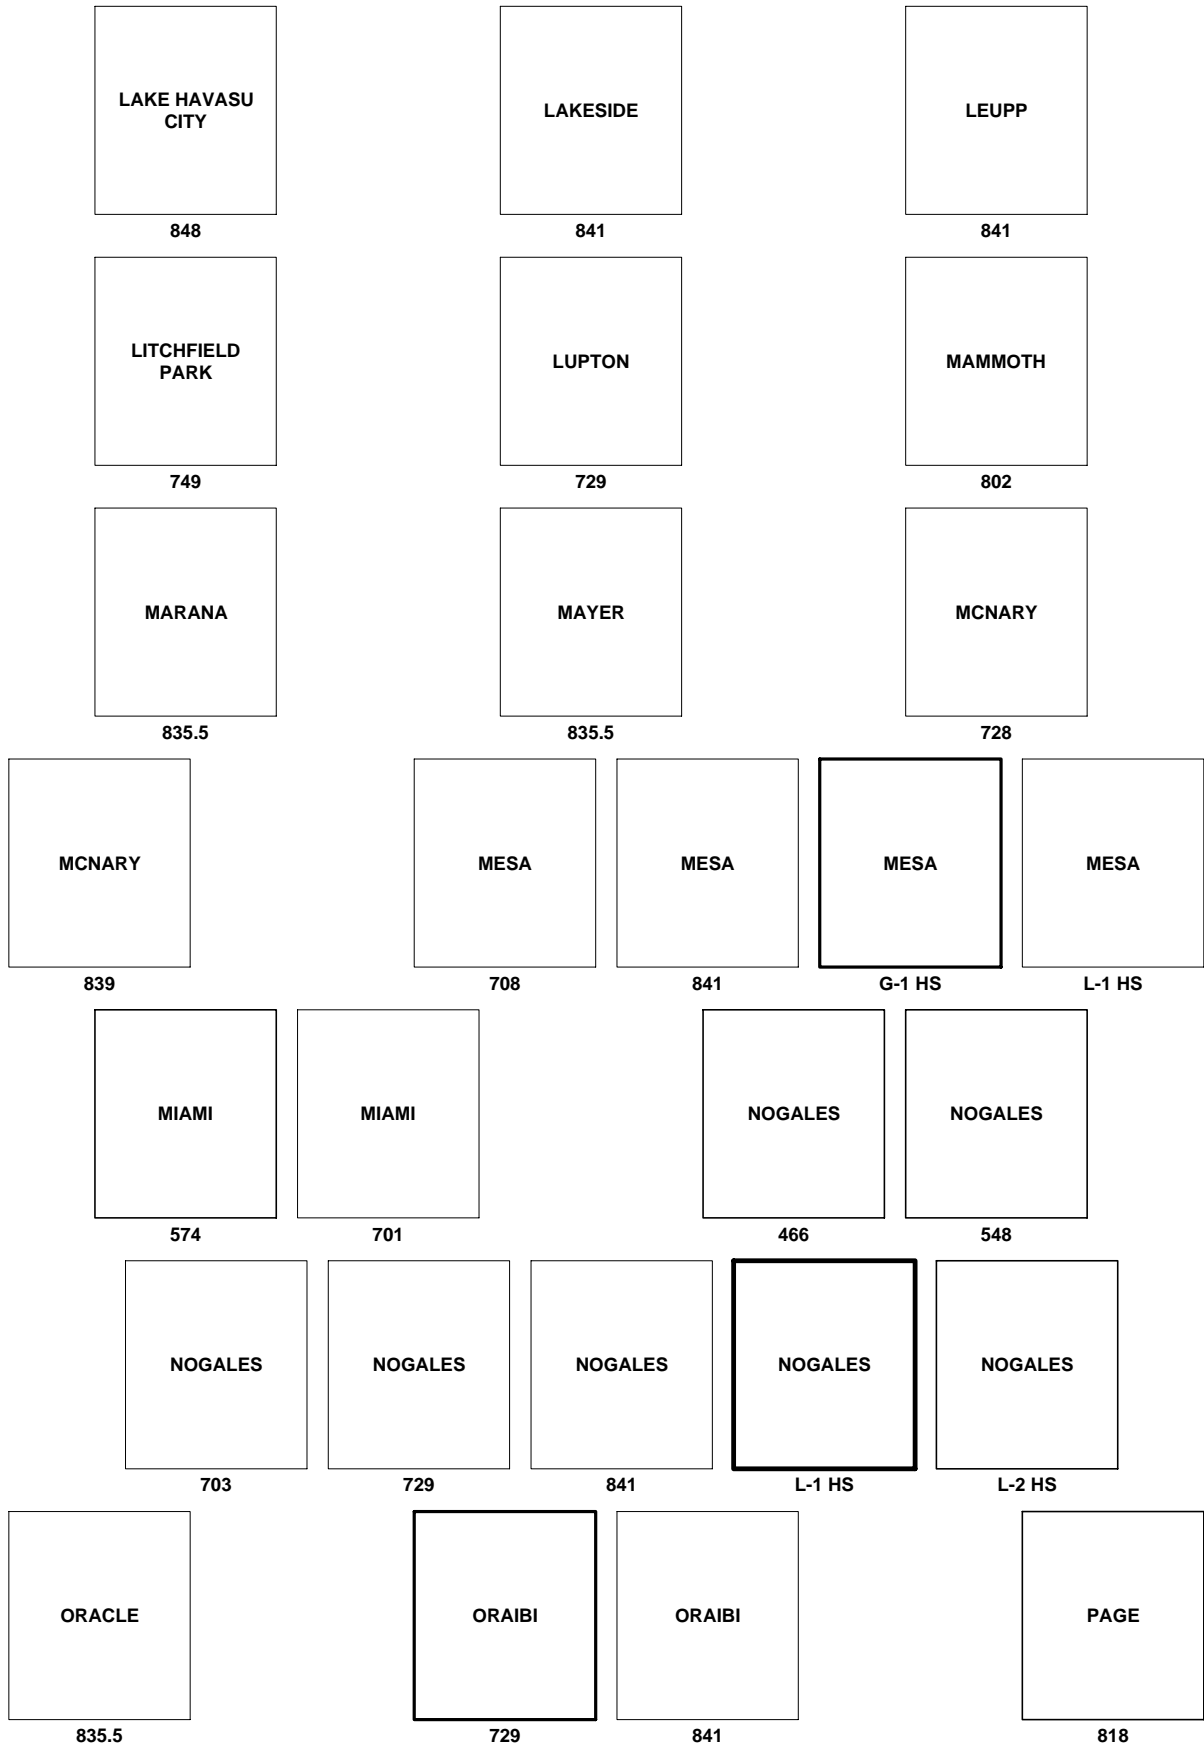 LAKE HAVASU
CITY
848
LAKESIDE
841
LEUPP
841
LITCHFIELD
PARK
749
LUPTON
729
MAMMOTH
802
MARANA
835.5
MAYER
835.5
MCNARY
728
MCNARY
839
MESA
708
MESA
841
MESA
G-1 HS
MESA
L-1 HS
MIAMI
574
MIAMI
701
NOGALES
466
NOGALES
548
NOGALES
703
NOGALES
729
NOGALES
841
NOGALES
L-1 HS
NOGALES
L-2 HS
ORACLE
835.5
ORAIBI
729
ORAIBI
841
PAGE
818